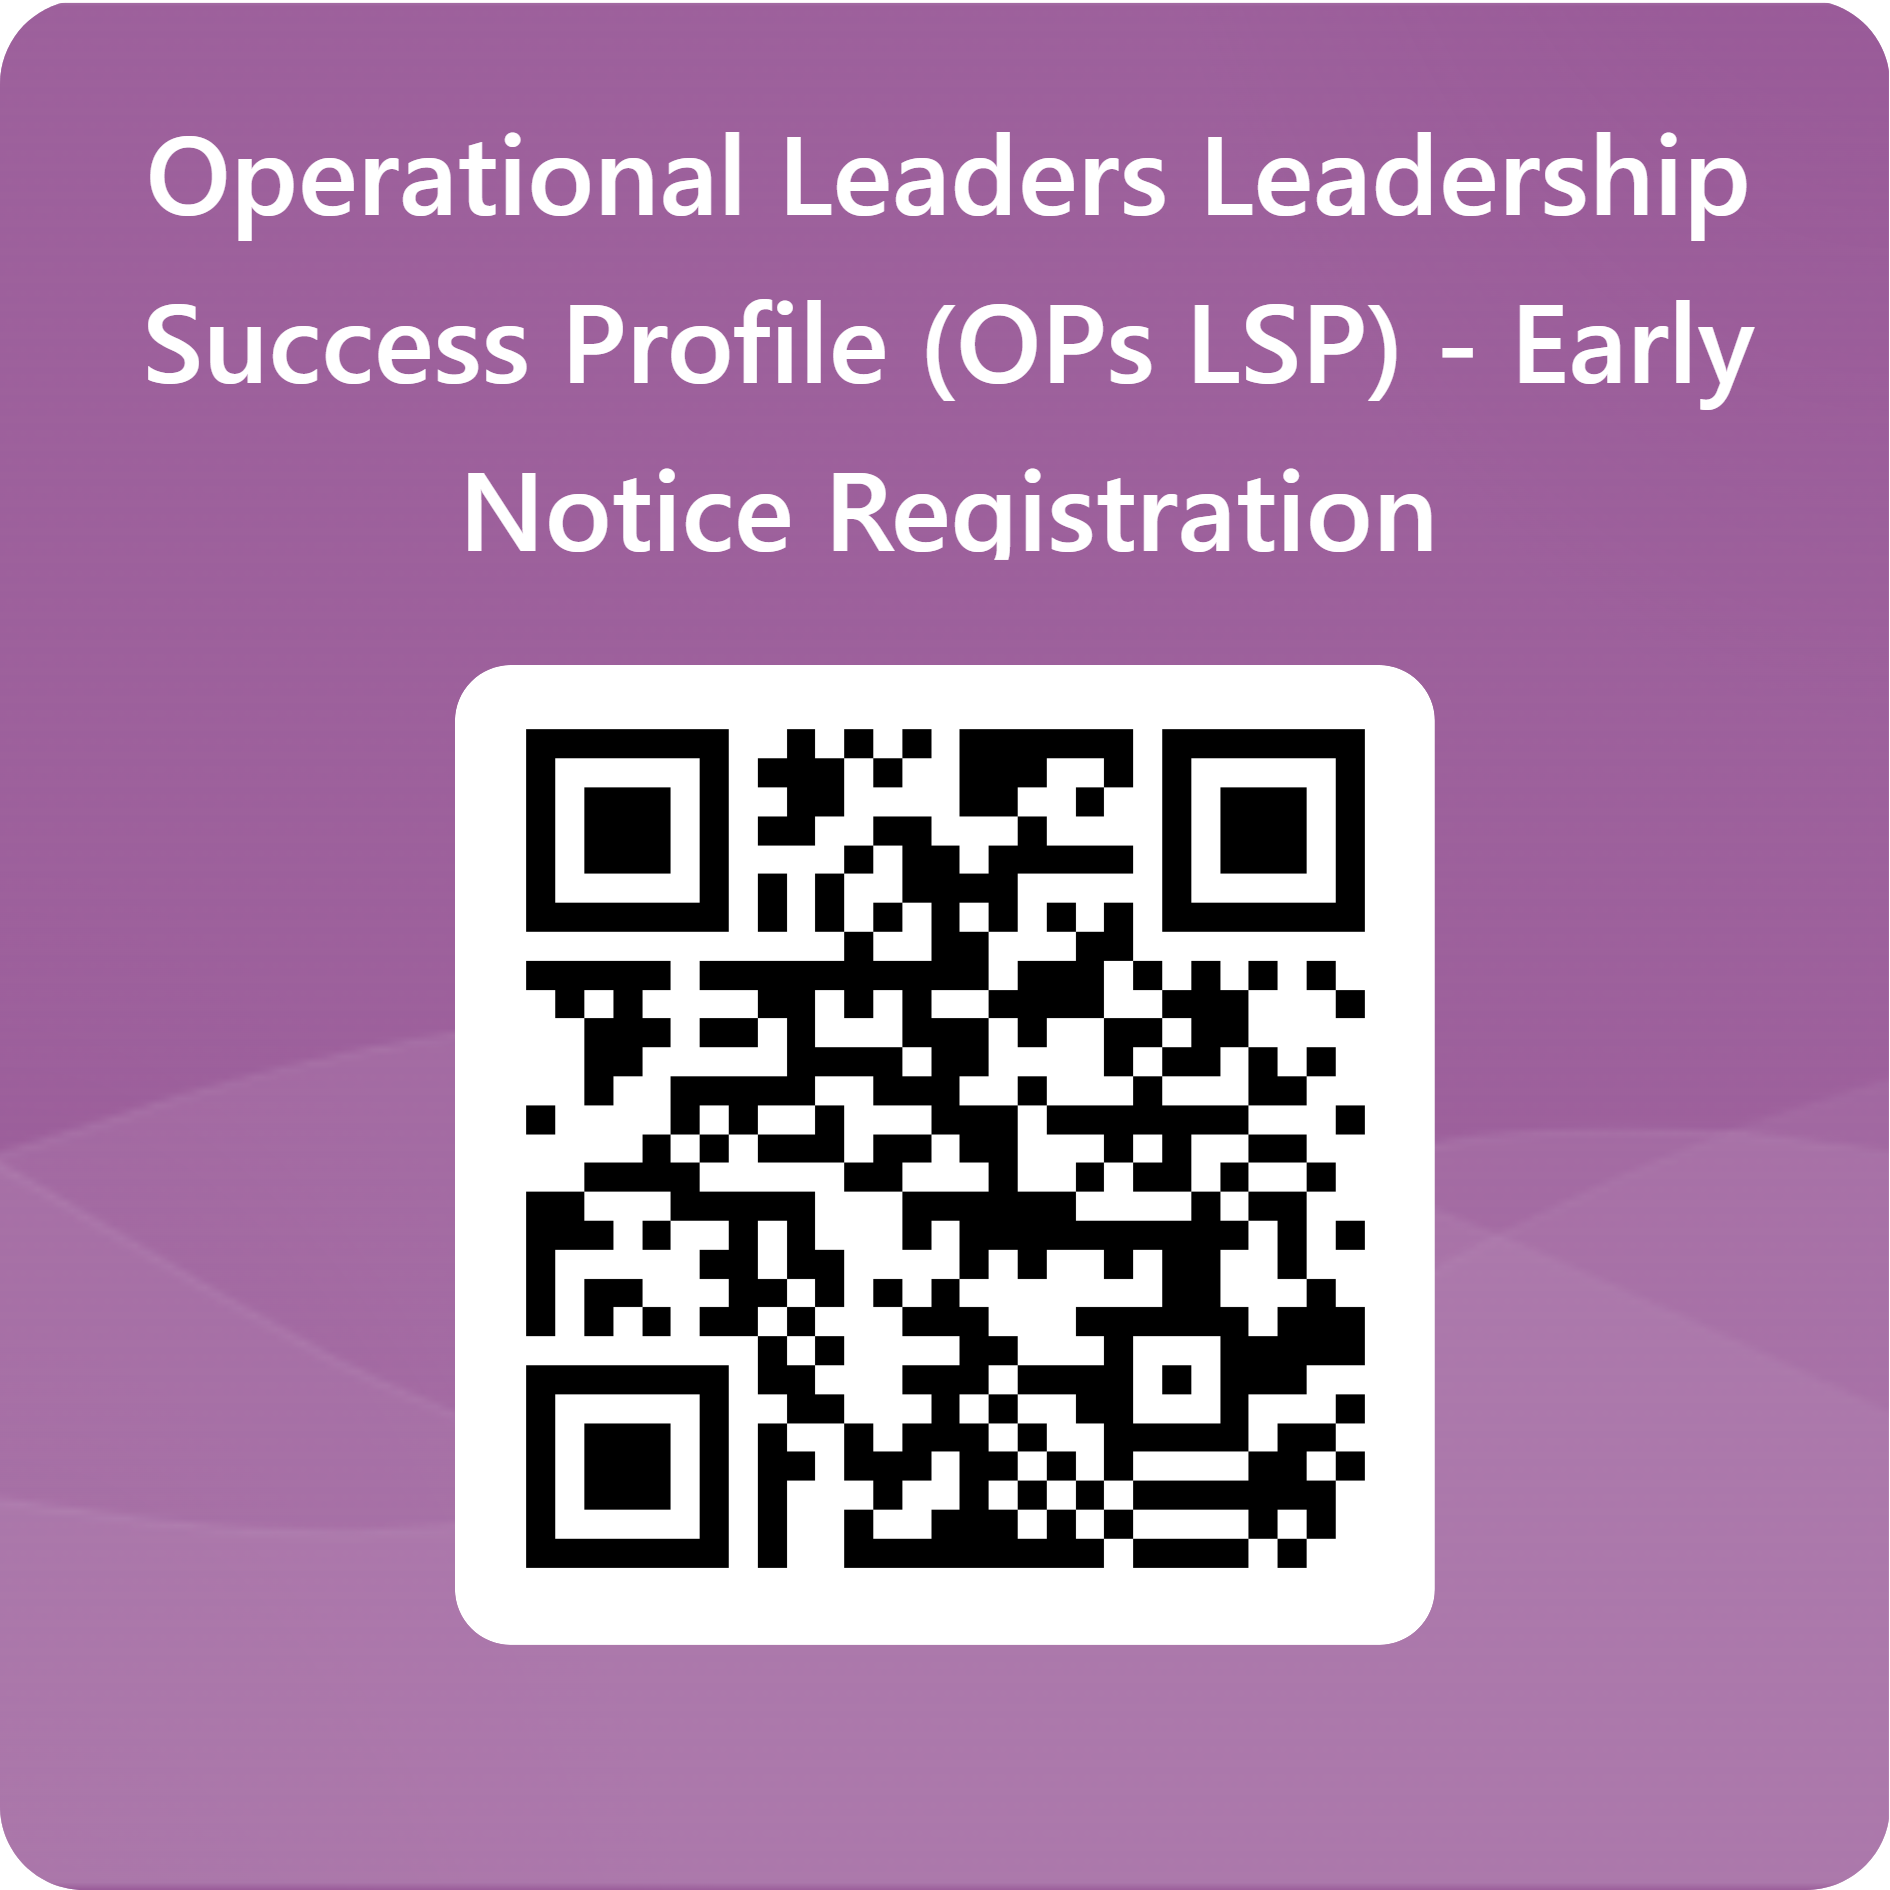 Operational Leaders Leadership
Success Profile (OPs LSP) - Early
Notice Registration